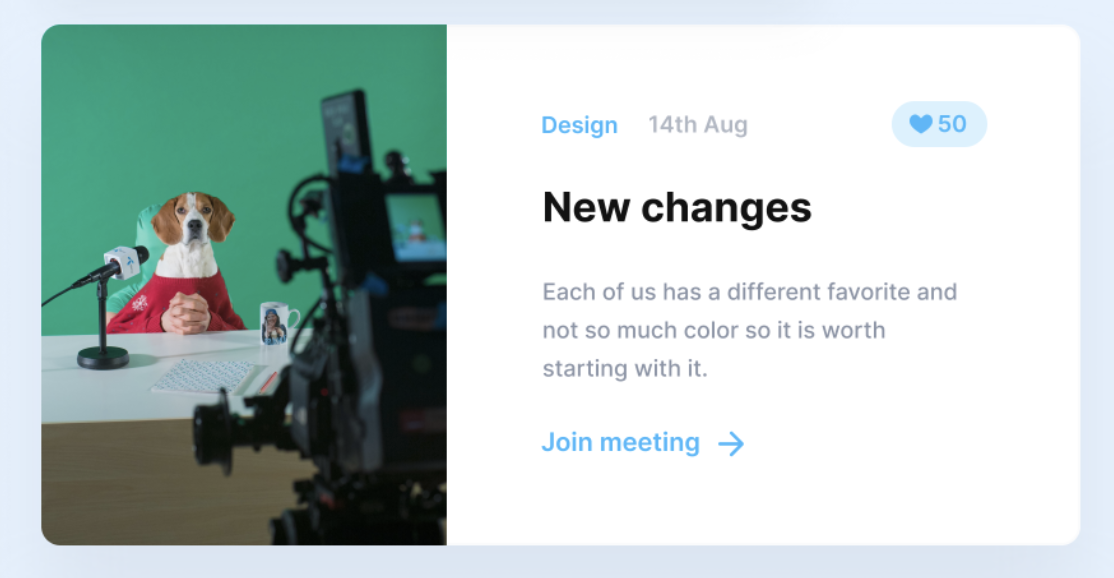 Design 14th Aug 50
New changes
Each of us has a different favorite and
not so much color so it is worth
starting with it.
Join meeting